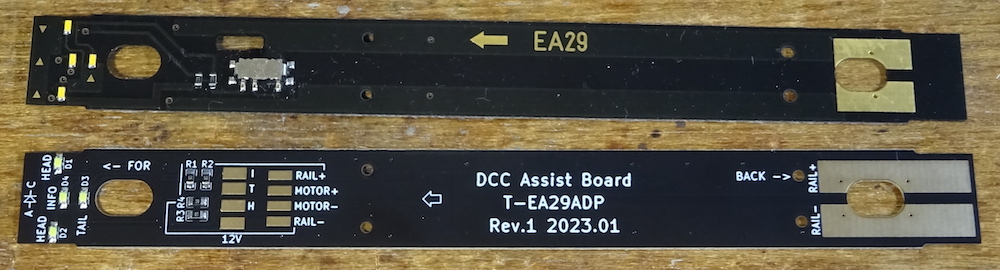 EA29
HEAD
D1
<- FOR
R1 R2
I
RAIL+
A C
INFO
D4
D3
T
MOTOR+
DCC Assist Board
BACK ->
RAIL+
R4
H
MOTOR-
T-EA29ADP
HEAD
D2
TAIL
R3
RAIL-
Rev.1 2023.01
RAIL-
12V